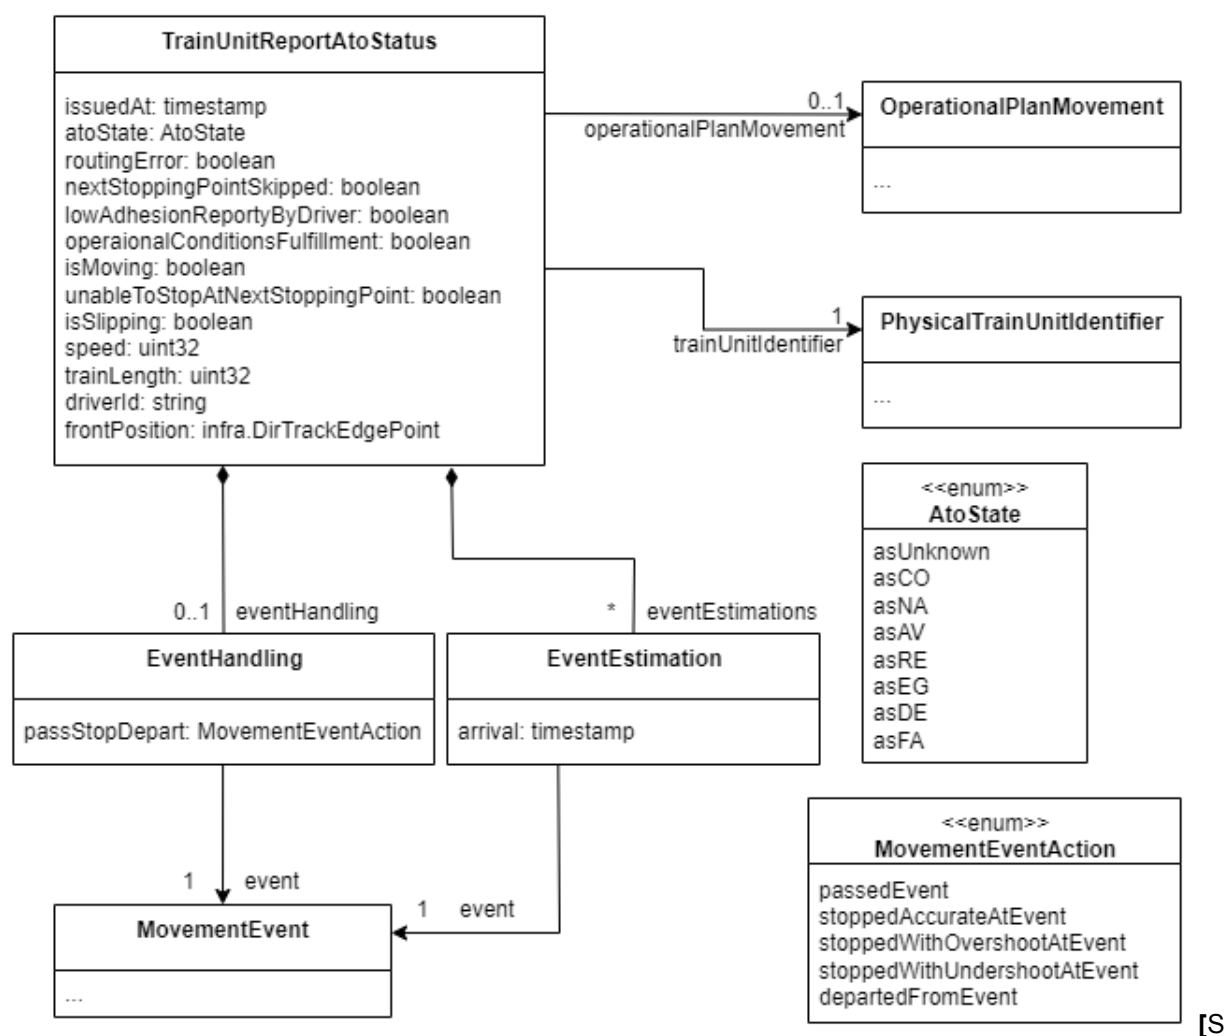 TrainUnitReportAtoStatus
issuedAt: timestamp
atoState: AtoState
routingError: boolean
nextStoppingPointSkipped: boolean
lowAdhesionReportyByDriver: boolean
operaionalConditionsFulfillment: boolean
isMoving: boolean
unableToStopAtNextStoppingPoint: boolean
isSlipping: boolean
speed: uint32
trainLength: uint32
driverId: string
frontPosition: infra.DirTrackEdgePoint
0..1
operationalPlanMovement
OperationalPlanMovement
...
1
trainUnitIdentifier
PhysicalTrainUnitIdentifier
...
<<enum>>
AtoState
asUnknown
asCO
asNA
asAV
asRE
asEG
asDE
asFA
0..1 eventHandling
* eventEstimations
EventHandling
passStopDepart: MovementEventAction
EventEstimation
arrival: timestamp
1 event
1 event
MovementEvent
...
<<enum>>
MovementEventAction
passedEvent
stoppedAccurateAtEvent
stoppedWithOvershootAtEvent
stoppedWithUndershootAtEvent
departedFromEvent
[S